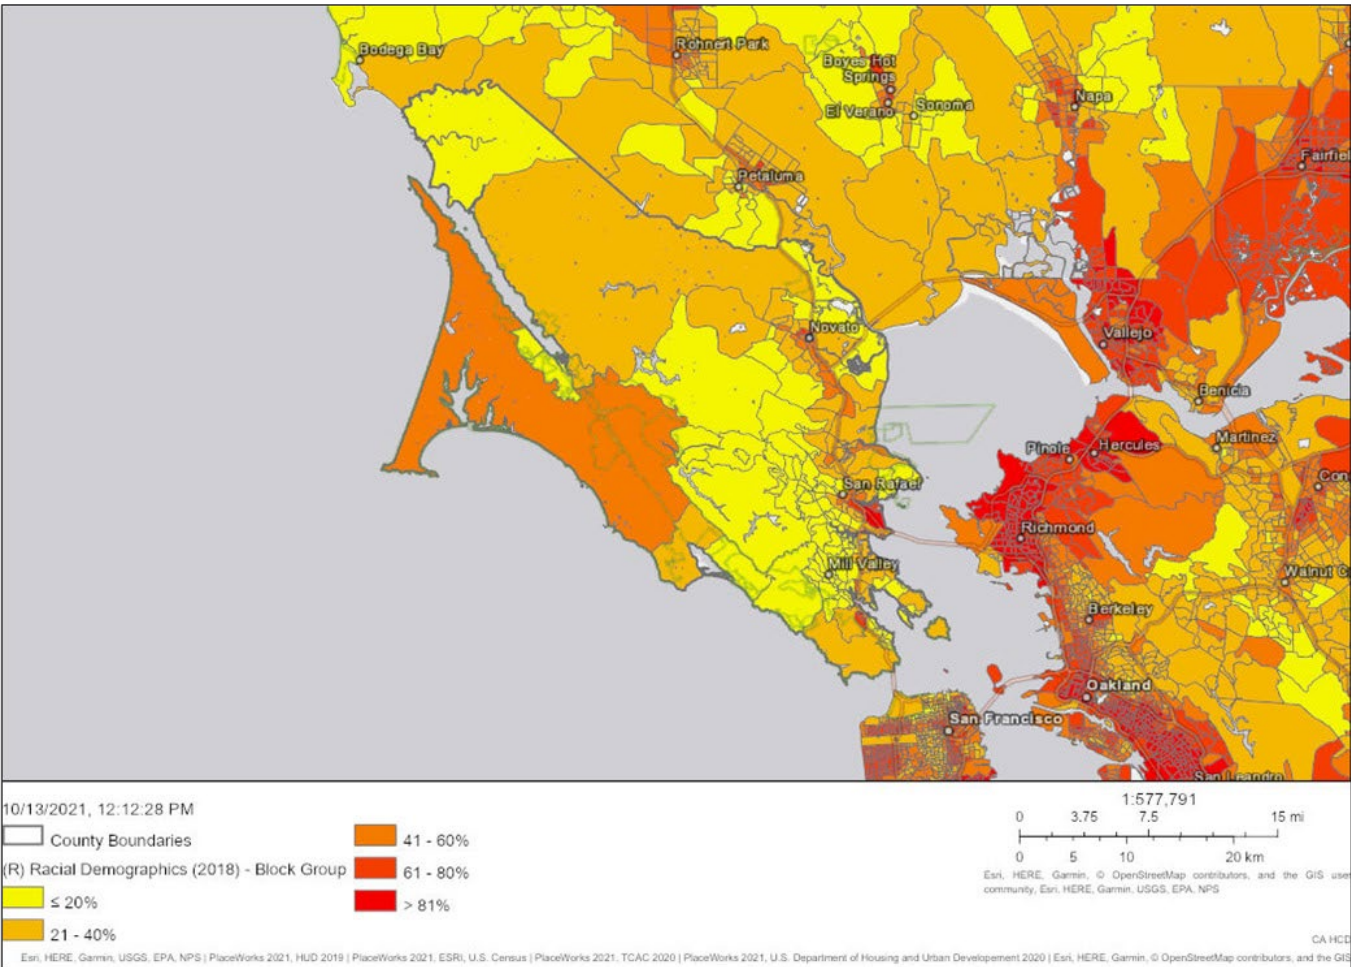 Bodega Bay
Rohnert Park
Boyes Hot
Springs
El Verano
Sonoma
Napa
Fairfiel
Petaluma
Novato
Vallejo
Benicia
Martinez
Pinole
Hercules
Con
San Rafael
Richmond
Mill Valley
Walnut C
Berkeley
Oakland
San Francisco
San Leandro
10/13/2021, 12:12:28 PM
County Boundaries
(R) Racial Demographics (2018) - Block Group
≤ 20%
21 - 40%
41 - 60%
61 - 80%
> 81%
1:577,791
0 3.75 7.5 15 mi
0 5 10 20 km
Esri, HERE, Garmin, © OpenStreetMap contributors, and the GIS user
community, Esri, HERE, Garmin, USGS, EPA, NPS
CA HCD
Esri, HERE, Garmin, USGS, EPA, NPS | PlaceWorks 2021, HUD 2019 | PlaceWorks 2021, ESRI, U.S. Census | PlaceWorks 2021, TCAC 2020 | PlaceWorks 2021, U.S. Department of Housing and Urban Developement 2020 | Esri, HERE, Garmin, © OpenStreetMap contributors, and the GIS